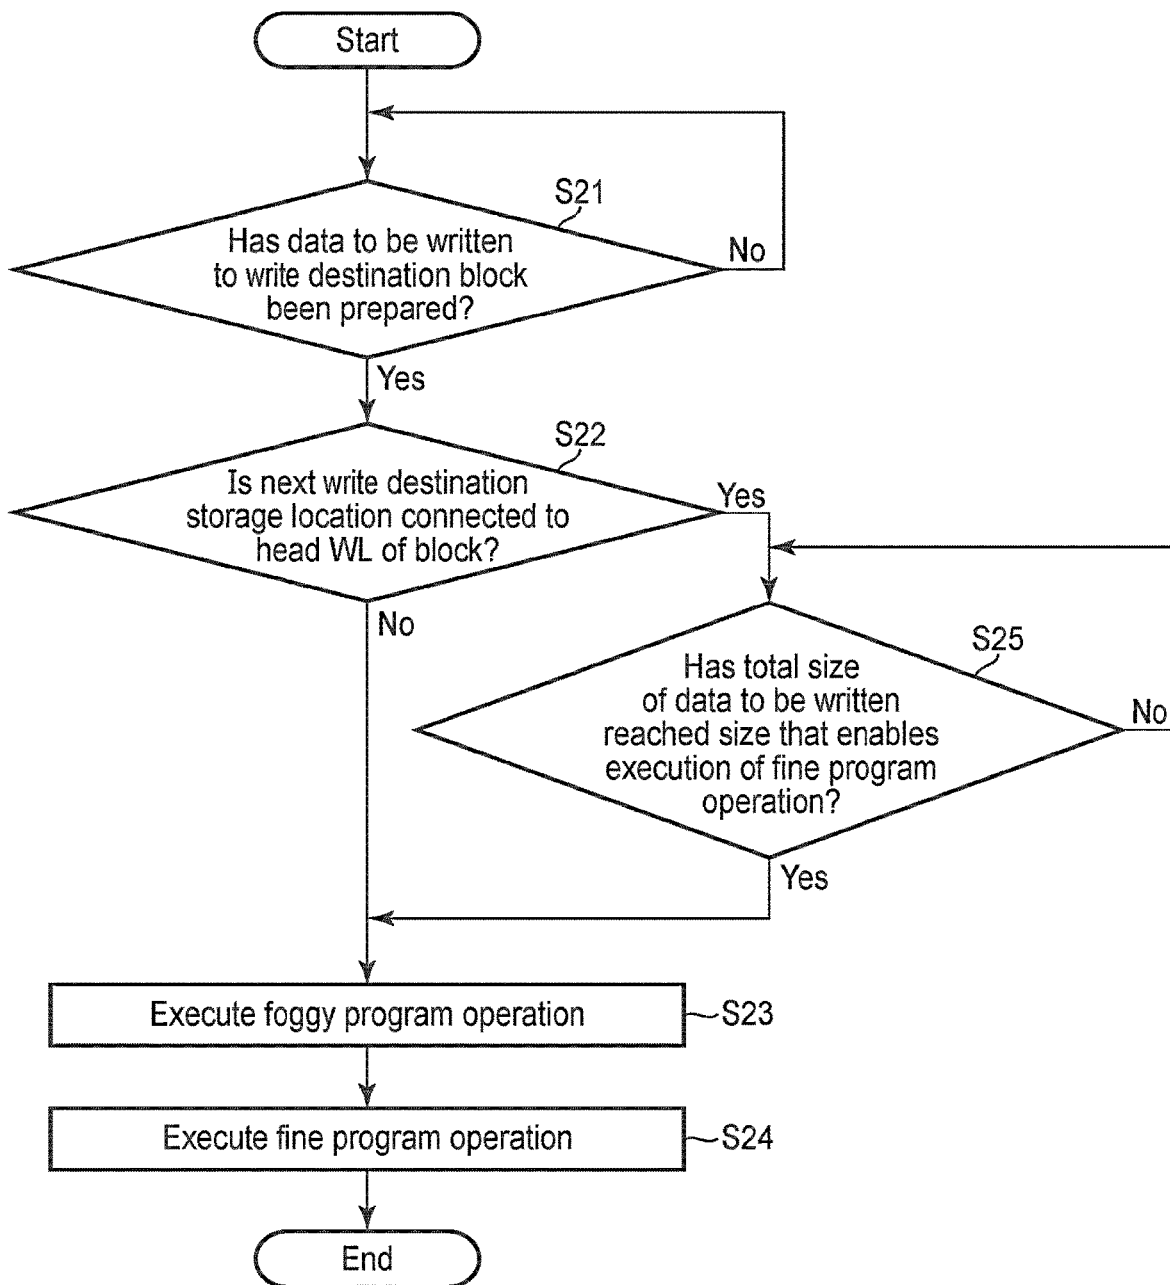 Start
S21
Has data to be written
to write destination block
been prepared?
No
Yes
S22
Is next write destination
storage location connected to
head WL of block?
Yes
No
S25
Has total size
of data to be written
reached size that enables
execution of fine program
operation?
No
Yes
Execute foggy program operation
S23
Execute fine program operation
S24
End